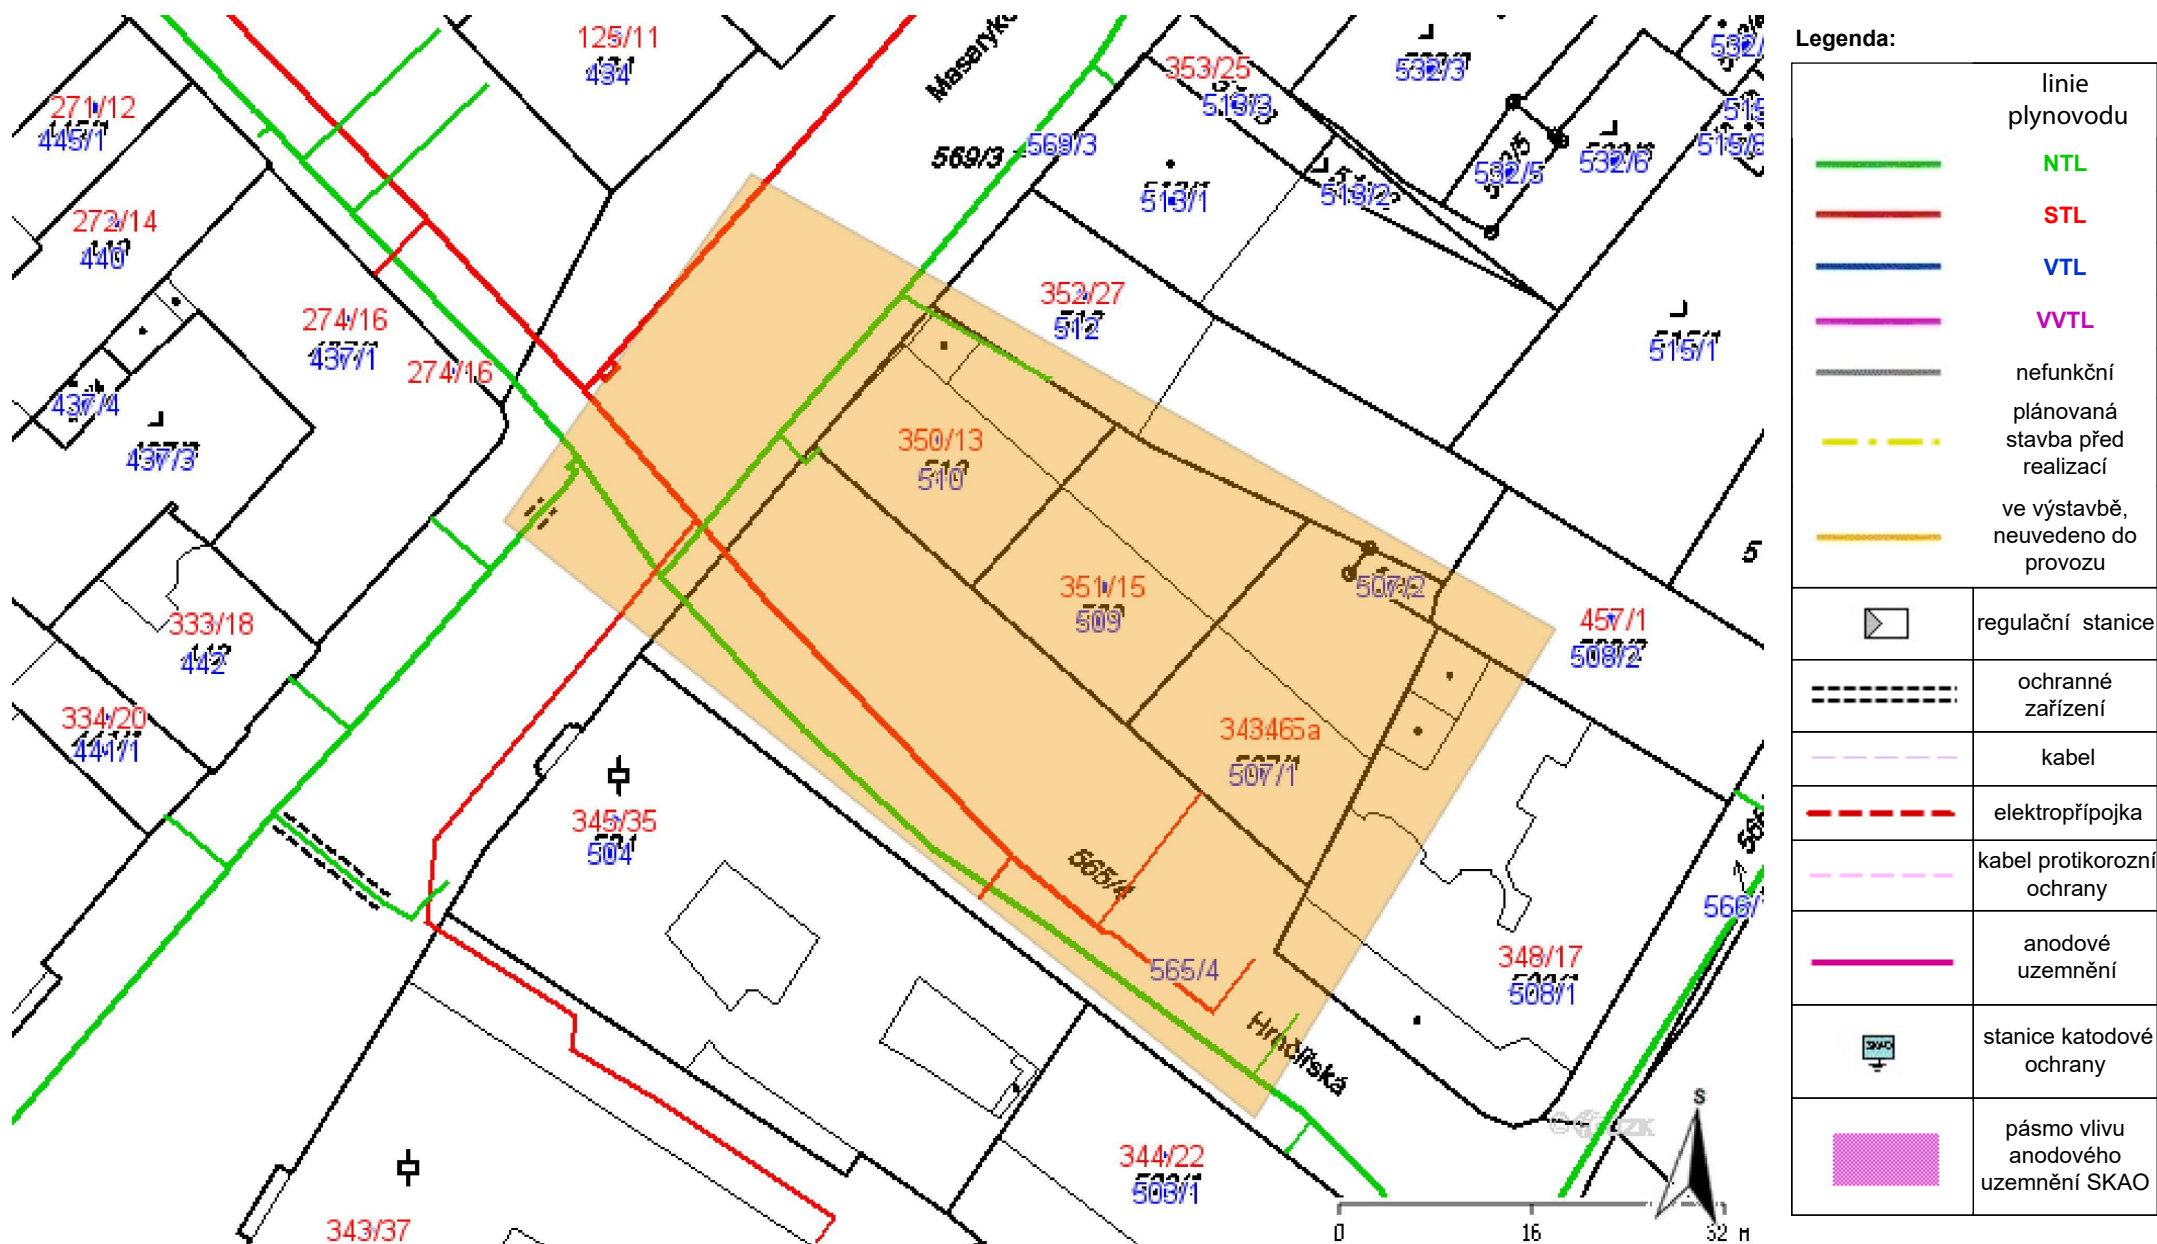 125/11
434
Legenda:
271/12
445/1
353/25
513/3
532/3
569/3
569/3
513/1
513/2
532/5
532/6
272/14
440
274/16
437/1
274/16
352/27
512
515/1
437/4
437/3
350/13
510
351/15
509
507/2
457/1
508/2
333/18
442
334/20
441/1
343465a
507/1
345/35
504
565/4
565/4
348/17
508/1
Hrnčířská
344/22
503/1
343/37
S
0 16 32 M
linie
plynovodu
NTL
STL
VTL
VVTL
nefunkční
plánovaná
stavba před
realizací
ve výstavbě,
neuvedeno do
provozu
regulační stanice
ochranné
zařízení
kabel
elektropřípojka
kabel protikorozní
ochrany
anodové
uzemnění
SKAO
stanice katodové
ochrany
pásmo vlivu
anodového
uzemnění SKAO